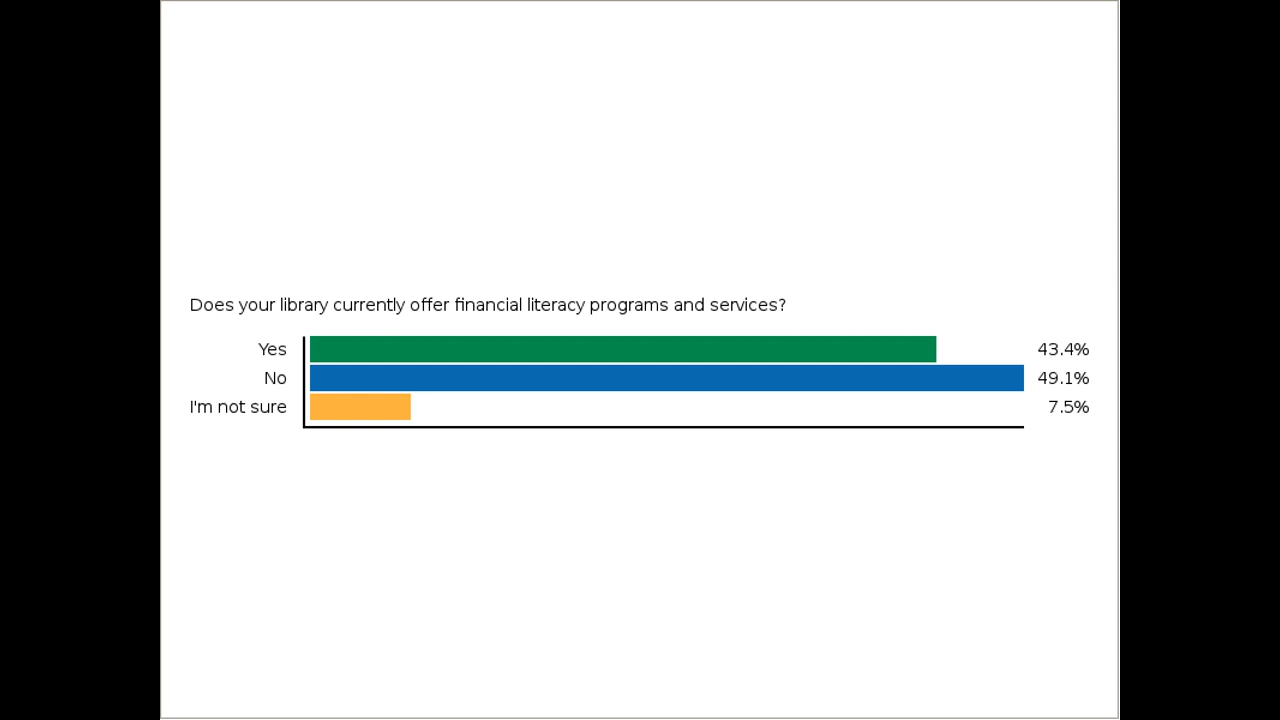 Does your library currently offer financial literacy programs and services?
Yes 43.4%
No 49.1%
I'm not sure 7.5%